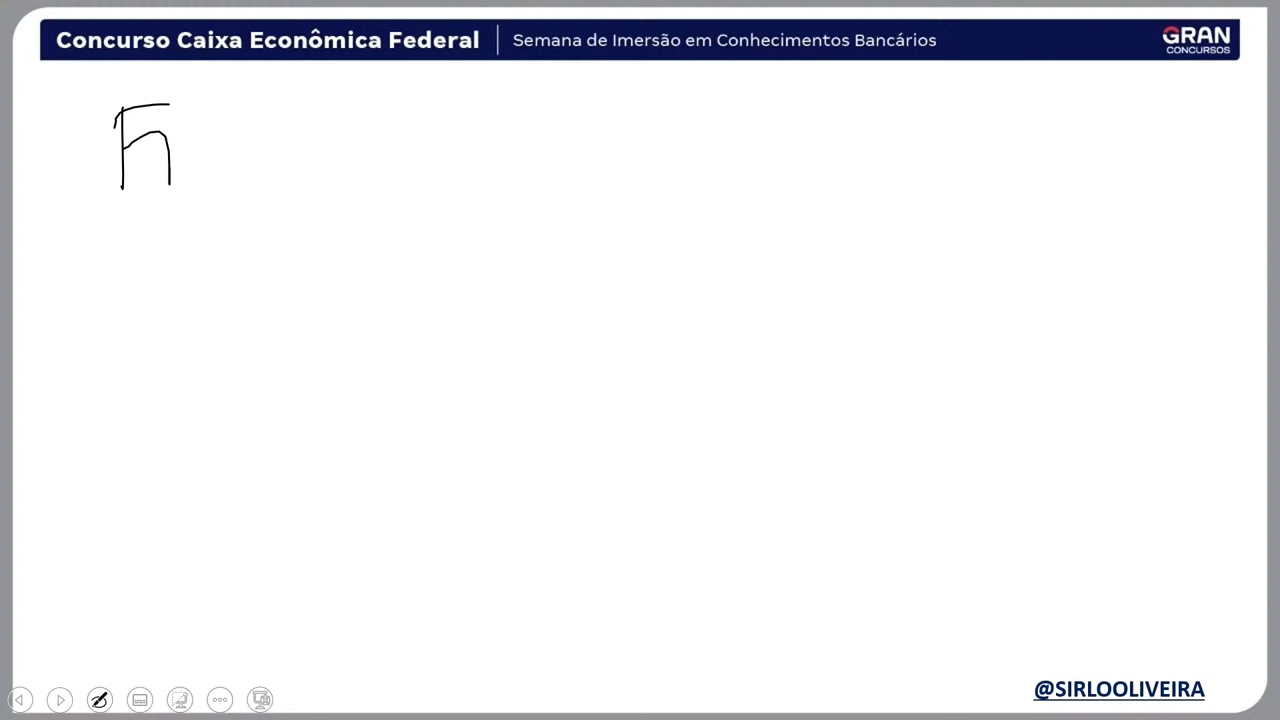 Concurso Caixa Econômica Federal | Semana de Imersão em Conhecimentos Bancários
GRAN
CONCURSOS
@SIRLOOLIVEIRA